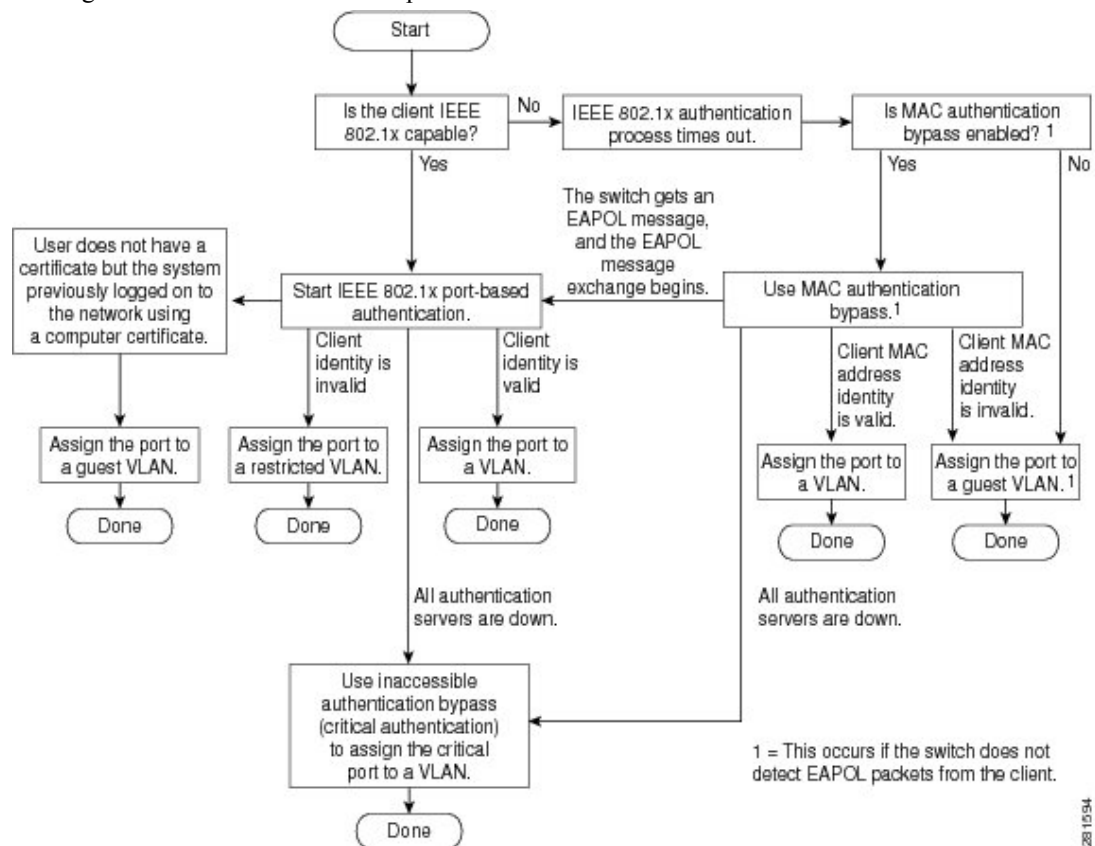 Start
Is the client IEEE
802.1x capable?
No
IEEE 802.1x authentication
process times out.
Is MAC authentication
bypass enabled? 1
Yes
Yes
No
The switch gets an
EAPOL message,
and the EAPOL
message
exchange begins.
User does not have a
certificate but the system
previously logged on to
the network using
a computer certificate.
Start IEEE 802.1x port-based
authentication.
Use MAC authentication
bypass.1
Client
identity is
invalid
Client
identity is
valid
Client MAC
address
identity
is valid.
Client MAC
address
identity
is invalid.
Assign the port to
a guest VLAN.
Assign the port to
a restricted VLAN.
Assign the port to
a VLAN.
Assign the port to
a VLAN.
Assign the port to
a guest VLAN.1
Done
Done
Done
Done
Done
All authentication
servers are down.
All authentication
servers are down.
Use inaccessible
authentication bypass
(critical authentication)
to assign the critical
port to a VLAN.
Done
1 = This occurs if the switch does not
detect EAPOL packets from the client.
281594